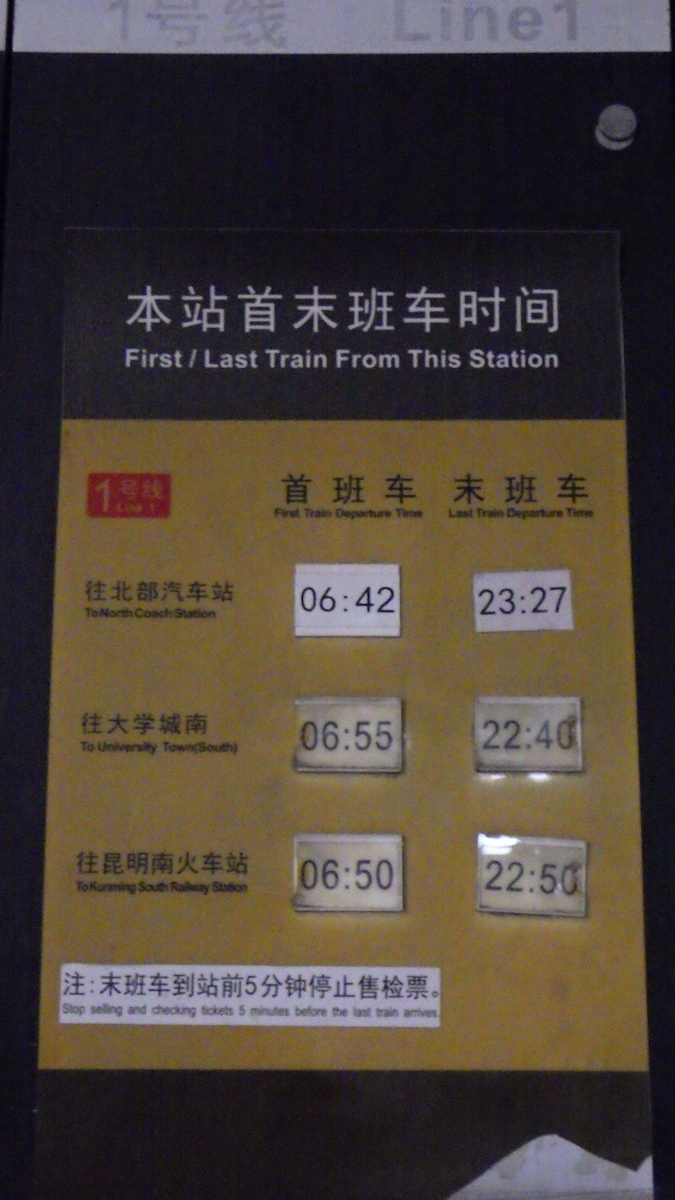 1号线 Line1
本站首末班车时间
First / Last Train From This Station
1号线 首班车 末班车
Line 1 First Train Departure Time Last Train Departure Time
往北部汽车站 06:42 23:27
To North Coach Station
往大学城南 06:55 22:40
To University Town(South)
往昆明南火车站 06:50 22:50
To Kunming South Railway Station
注:末班车到站前5分钟停止售检票。
Stop selling and checking tickets 5 minutes before the last train arrives.